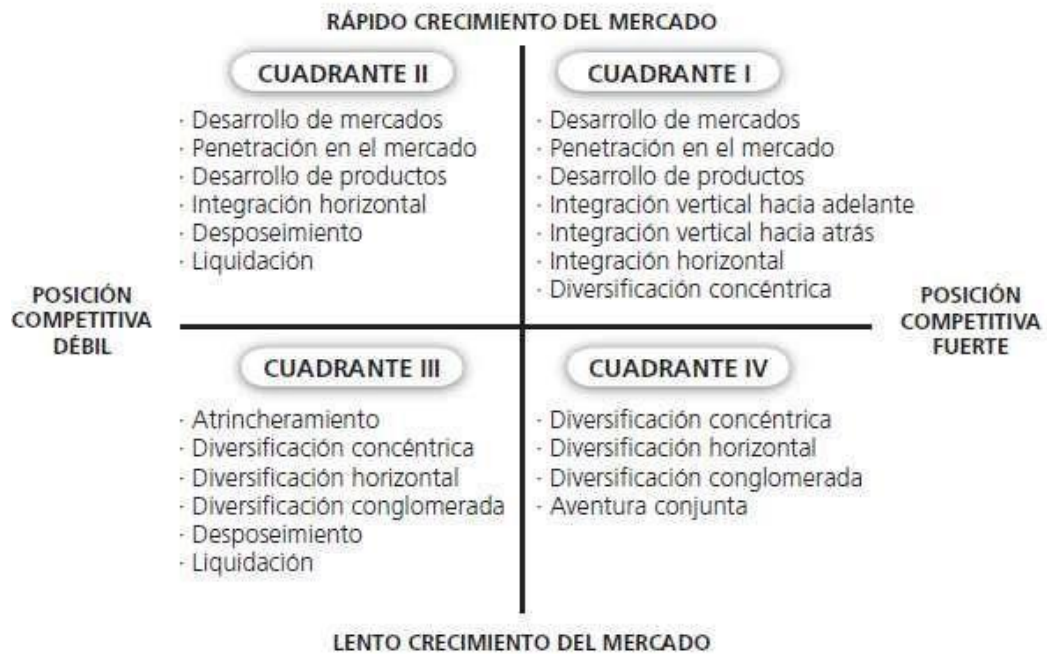 RÁPIDO CRECIMIENTO DEL MERCADO
CUADRANTE II
· Desarrollo de mercados
· Penetración en el mercado
· Desarrollo de productos
· Integración horizontal
· Desposeimiento
· Liquidación
CUADRANTE I
· Desarrollo de mercados
· Penetración en el mercado
· Desarrollo de productos
· Integración vertical hacia adelante
· Integración vertical hacia atrás
· Integración horizontal
· Diversificación concéntrica
POSICIÓN
COMPETITIVA
DÉBIL
POSICIÓN
COMPETITIVA
FUERTE
CUADRANTE III
· Atrincheramiento
· Diversificación concéntrica
· Diversificación horizontal
· Diversificación conglomerada
· Desposeimiento
· Liquidación
CUADRANTE IV
· Diversificación concéntrica
· Diversificación horizontal
· Diversificación conglomerada
· Aventura conjunta
LENTO CRECIMIENTO DEL MERCADO